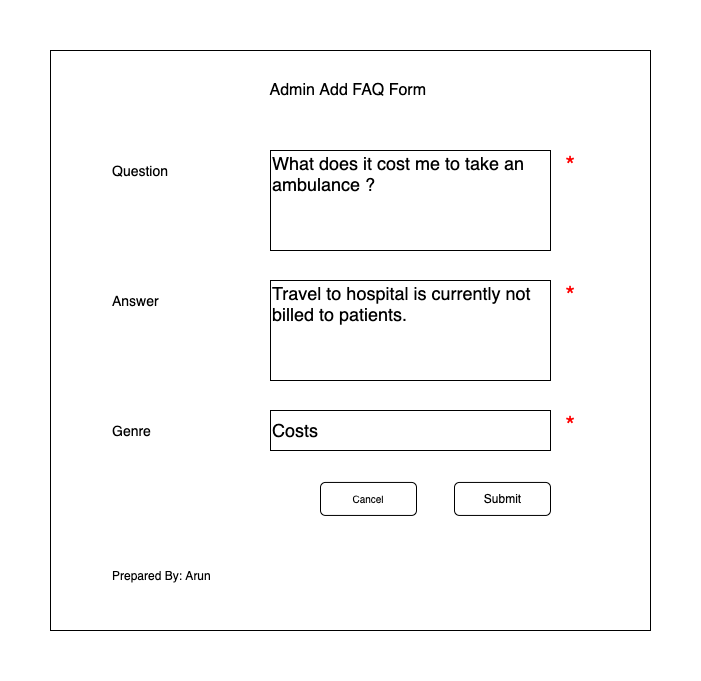 Admin Add FAQ Form
Question
What does it cost me to take an
ambulance ?
*
Answer
Travel to hospital is currently not
billed to patients.
*
Genre
Costs
*
Cancel
Submit
Prepared By: Arun